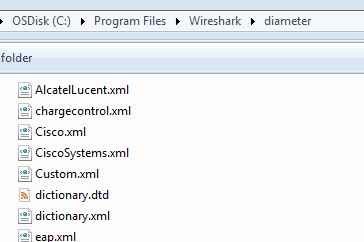 OSDisk (C:) Program Files Wireshark diameter
folder
AlcatelLucent.xml
chargecontrol.xml
Cisco.xml
CiscoSystems.xml
Custom.xml
dictionary.dtd
dictionary.xml
eap.xml